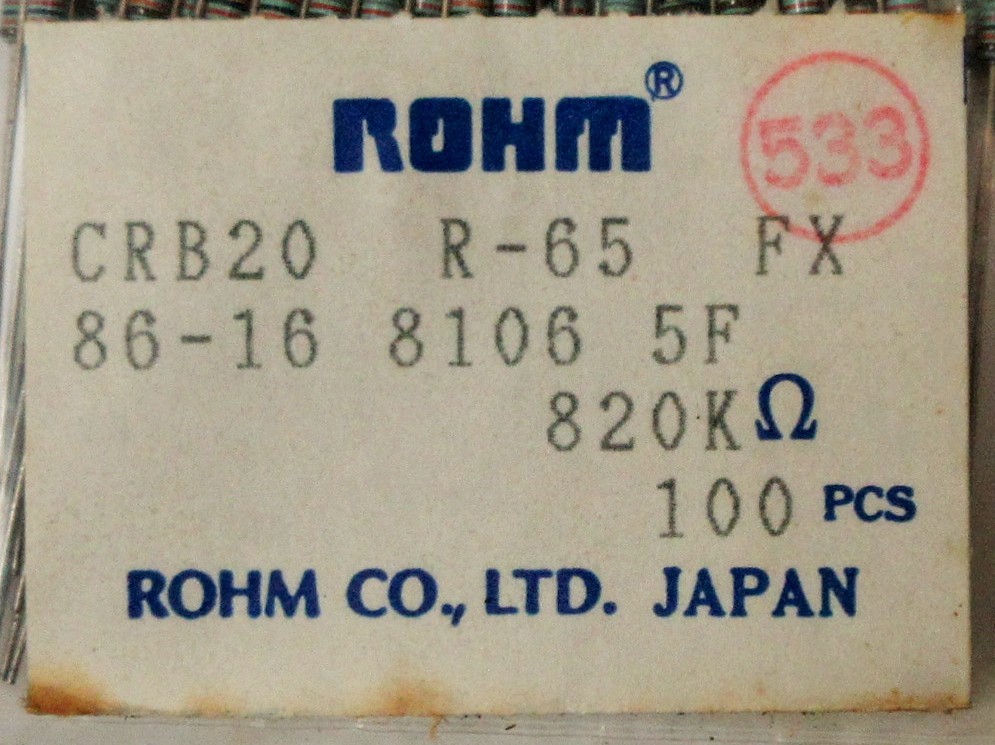 ROHM®
533
CRB20 R-65 FX
86-16 8106 5F
820KΩ
100 PCS
ROHM CO., LTD. JAPAN